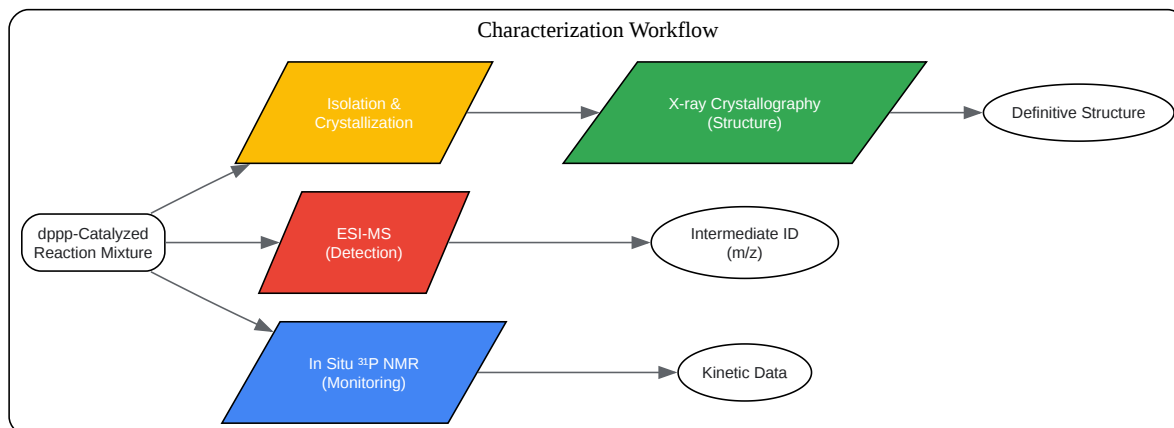 Characterization Workflow
Isolation &
Crystallization
X-ray Crystallography
(Structure)
Definitive Structure
dppp-Catalyzed
Reaction Mixture
ESI-MS
(Detection)
Intermediate ID
(m/z)
In Situ ³¹P NMR
(Monitoring)
Kinetic Data